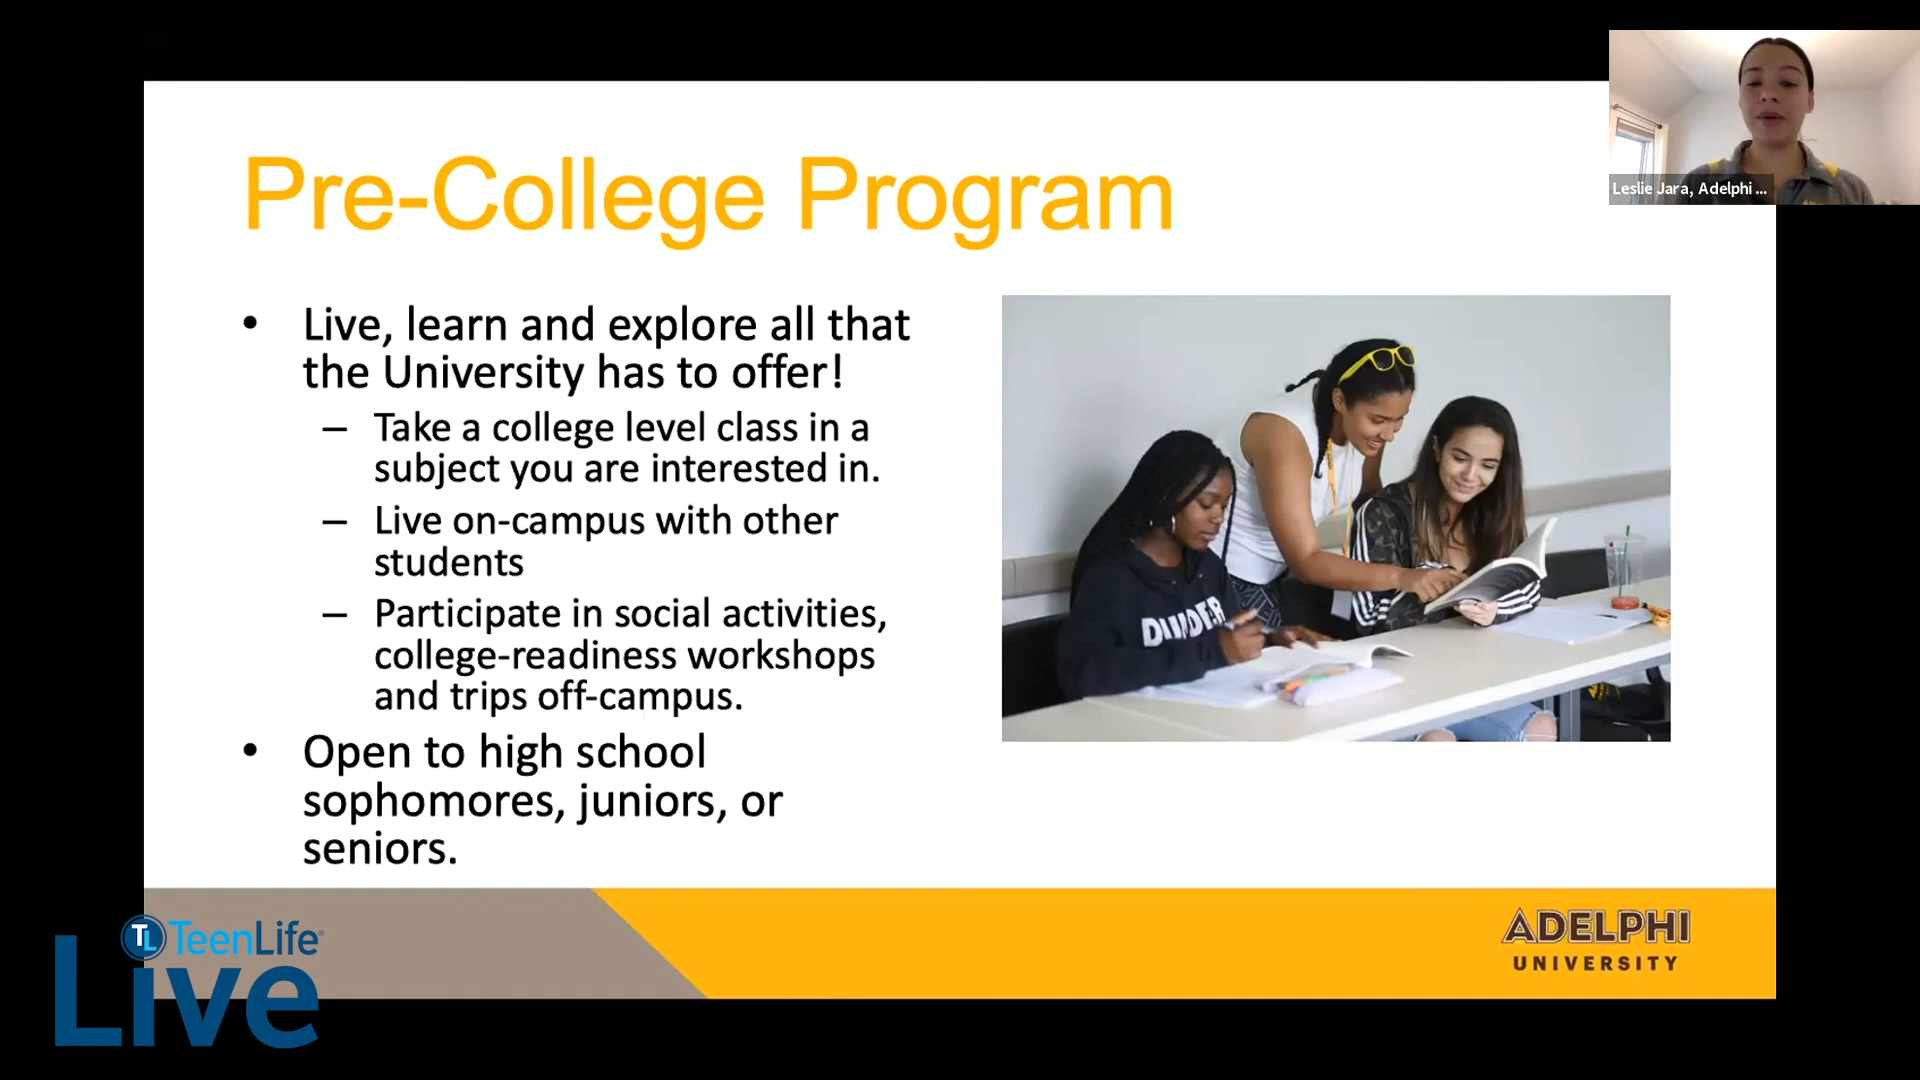 Pre-College Program
Leslie Jara, Adelphi ...
• Live, learn and explore all that
the University has to offer!
– Take a college level class in a
subject you are interested in.
– Live on-campus with other
students
– Participate in social activities,
college-readiness workshops
and trips off-campus.
• Open to high school
sophomores, juniors, or
seniors.
TL TeenLife
Live
ADELPHI
UNIVERSITY